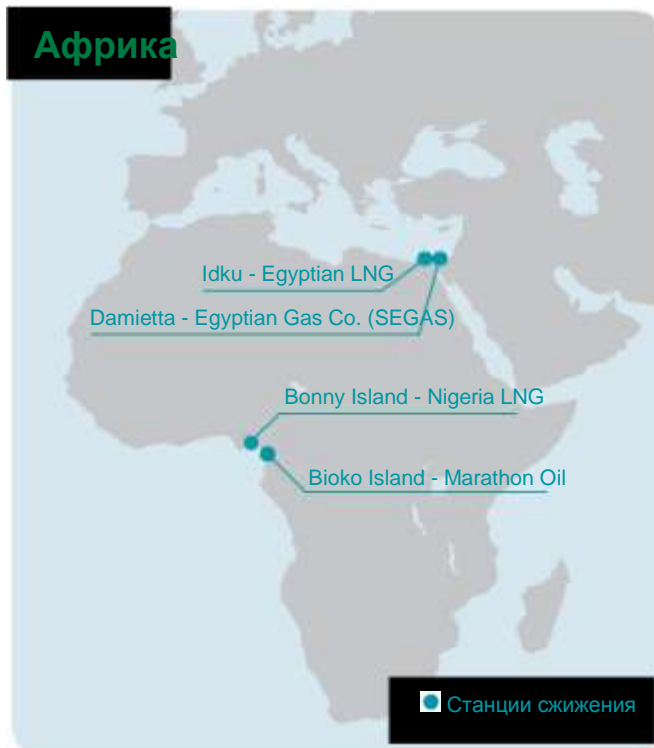 Африка
Idku - Egyptian LNG
Damietta - Egyptian Gas Co. (SEGAS)
Bonny Island - Nigeria LNG
Bioko Island - Marathon Oil
Станции сжижения